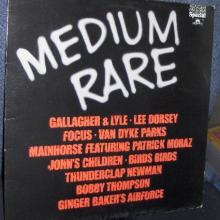 Special
MEDIUM
RARE
GALLAGHER & LYLE · LEE DORSEY
FOCUS · VAN DYKE PARKS
MAINHORSE FEATURING PATRICK MORAZ
JOHN'S CHILDREN · BIRDS BIRDS
THUNDERCLAP NEWMAN
BOBBY THOMPSON
GINGER BAKER'S AIRFORCE